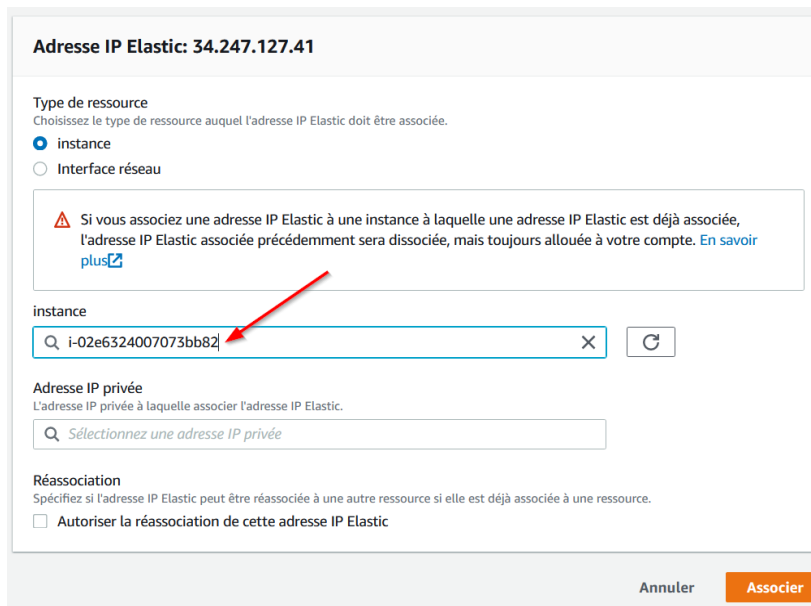 Adresse IP Elastic: 34.247.127.41
Type de ressource
Choisissez le type de ressource auquel l'adresse IP Elastic doit être associée.
instance
Interface réseau
Si vous associez une adresse IP Elastic à une instance à laquelle une adresse IP Elastic est déjà associée,
l'adresse IP Elastic associée précédemment sera dissociée, mais toujours allouée à votre compte. En savoir
plus
instance
i-02e6324007073bb82
Adresse IP privée
L'adresse IP privée à laquelle associer l'adresse IP Elastic.
Sélectionnez une adresse IP privée
Réassociation
Spécifiez si l'adresse IP Elastic peut être réassociée à une autre ressource si elle est déjà associée à une ressource.
Autoriser la réassociation de cette adresse IP Elastic
Annuler Associer